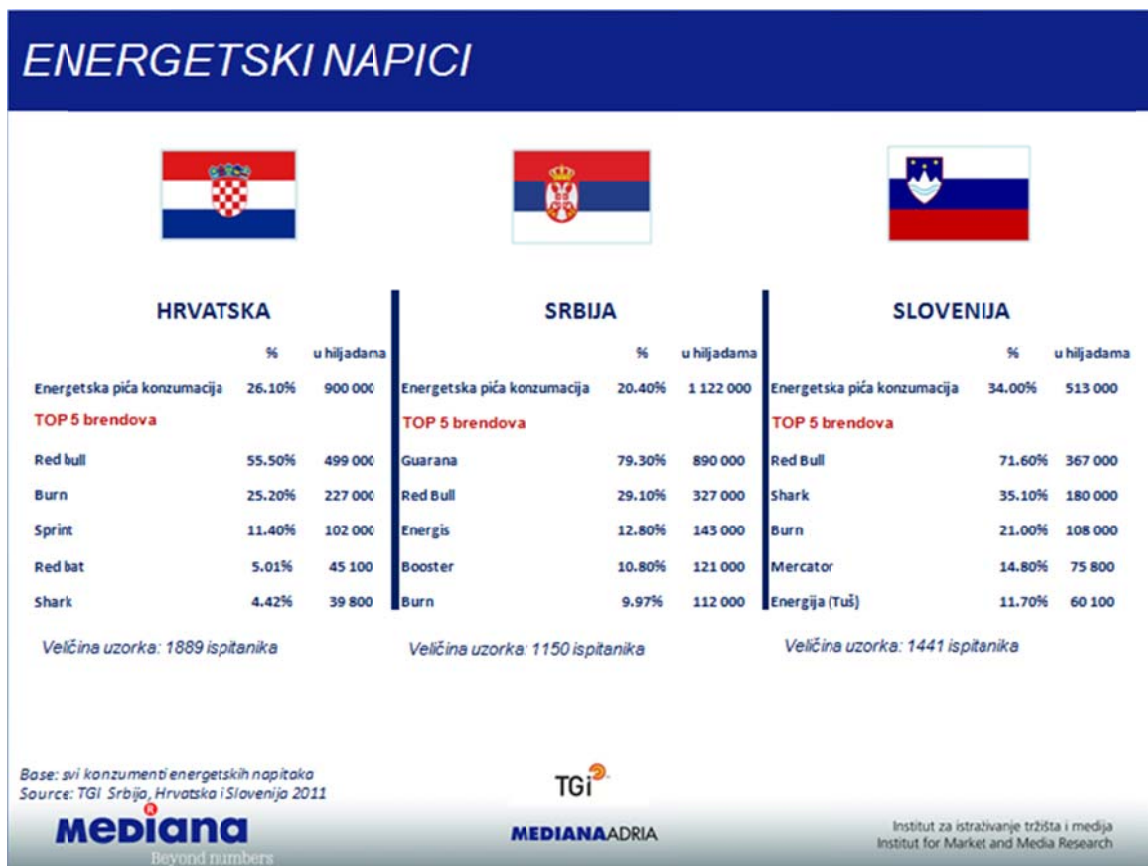 ENERGETSKI NAPICI
HRVATSKA
% u hiljadama
Energetska pića konzumacija 26.10% 900 000
TOP 5 brendova
Red bull 55.50% 499 000
Burn 25.20% 227 000
Sprint 11.40% 102 000
Red bat 5.01% 45 100
Shark 4.42% 39 800
Veličina uzorka: 1889 ispitanika
SRBIJA
% u hiljadama
Energetska pića konzumacija 20.40% 1 122 000
TOP 5 brendova
Guarana 79.30% 890 000
Red Bull 29.10% 327 000
Energis 12.80% 143 000
Booster 10.80% 121 000
Burn 9.97% 112 000
Veličina uzorka: 1150 ispitanika
SLOVENIJA
% u hiljadama
Energetska pića konzumacija 34.00% 513 000
TOP 5 brendova
Red Bull 71.60% 367 000
Shark 35.10% 180 000
Burn 21.00% 108 000
Mercator 14.80% 75 800
Energija (Tuš) 11.70% 60 100
Veličina uzorka: 1441 ispitanika
Base: svi konzumenti energetskih napitaka
Source: TGI Srbija, Hrvatska i Slovenija 2011
MEDIANA ®
Beyond numbers
TGI
MEDIANAADRIA
Institut za istraživanje tržišta i medija
Institut for Market and Media Research